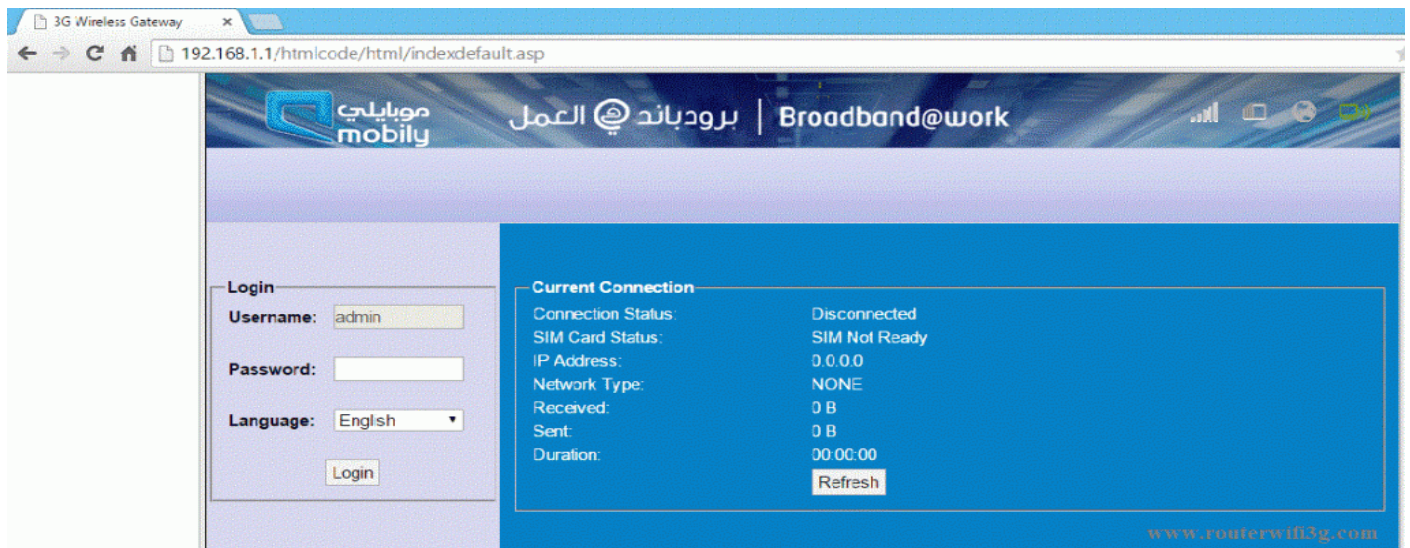 3G Wireless Gateway
192.168.1.1/htmlcode/html/indexdefault.asp
موبايلي
mobily
برودباند @ العمل | Broadband@work
Login
Username: admin
Password:
Language: English
Login
Current Connection
Connection Status: Disconnected
SIM Card Status: SIM Not Ready
IP Address: 0.0.0.0
Network Type: NONE
Received: 0 B
Sent: 0 B
Duration: 00:00:00
Refresh
www.routerwifi3g.com